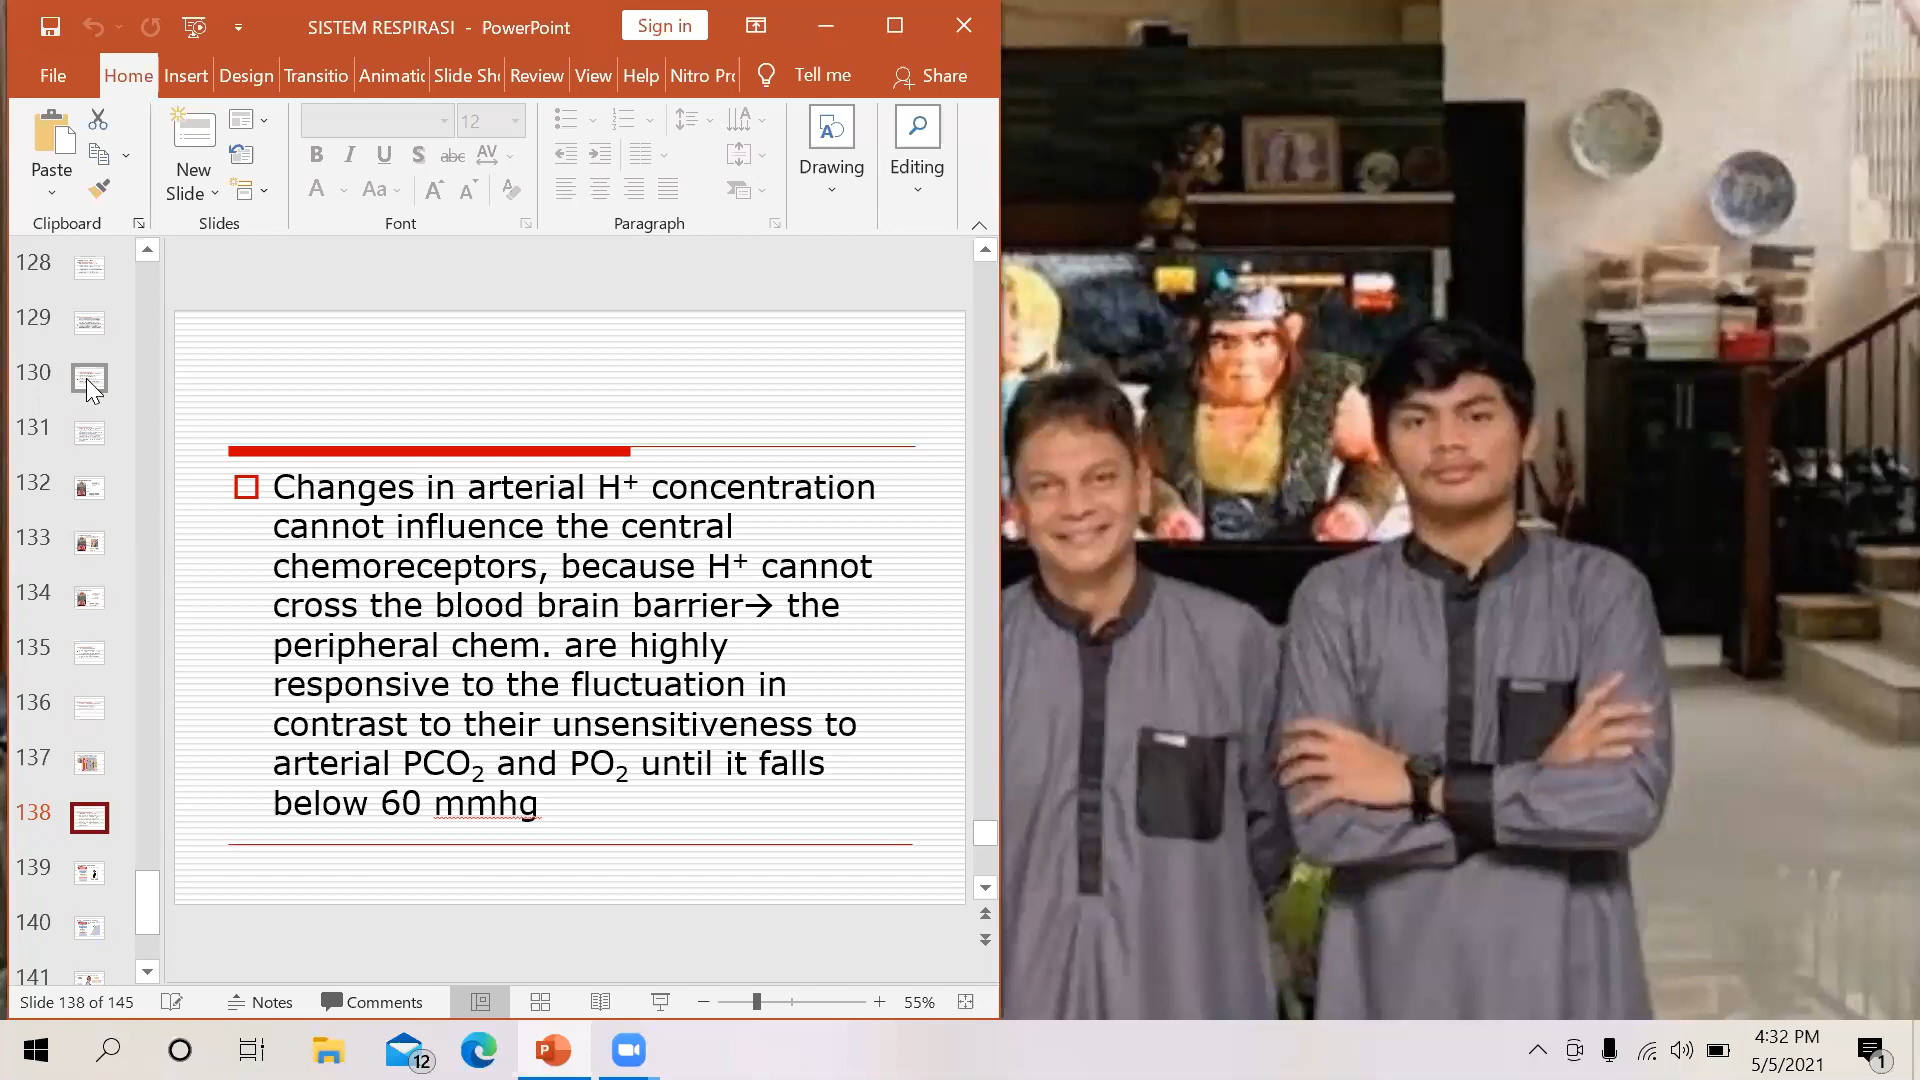 SISTEM RESPIRASI - PowerPoint
Sign in
File Home Insert Design Transitio Animatic Slide Sho Review View Help Nitro Pro Tell me Share
12
Paste
New
Slide
Drawing
Editing
Clipboard Slides Font Paragraph
128
129
130
131
132
133
134
135
136
137
138
139
140
141
Changes in arterial H⁺ concentration
cannot influence the central
chemoreceptors, because H⁺ cannot
cross the blood brain barrier→ the
peripheral chem. are highly
responsive to the fluctuation in
contrast to their unsensitiveness to
arterial PCO₂ and PO₂ until it falls
below 60 mmhg
Slide 138 of 145 Notes Comments 55%
12
4:32 PM
5/5/2021
1